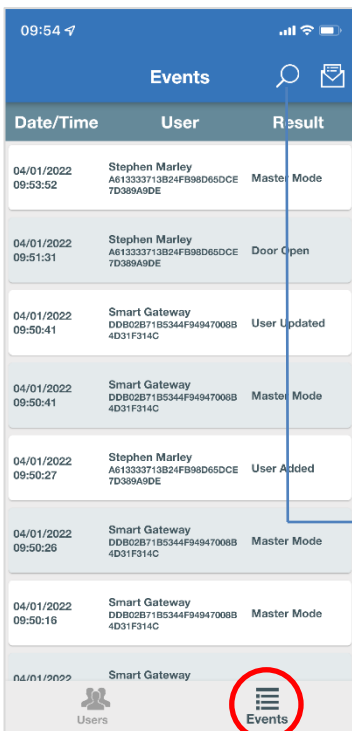 09:54
Events
Date/Time User Result
04/01/2022
09:53:52
Stephen Marley
A613333713B24FB98D65DCE
7D389A9DE
Master Mode
04/01/2022
09:51:31
Stephen Marley
A613333713B24FB98D65DCE
7D389A9DE
Door Open
04/01/2022
09:50:41
Smart Gateway
DDB02B71B5344F94947008B
4D31F314C
User Updated
04/01/2022
09:50:41
Smart Gateway
DDB02B71B5344F94947008B
4D31F314C
Master Mode
04/01/2022
09:50:27
Stephen Marley
A613333713B24FB98D65DCE
7D389A9DE
User Added
04/01/2022
09:50:26
Smart Gateway
DDB02B71B5344F94947008B
4D31F314C
Master Mode
04/01/2022
09:50:16
Smart Gateway
DDB02B71B5344F94947008B
4D31F314C
Master Mode
04/01/2022
Smart Gateway
Users
Events